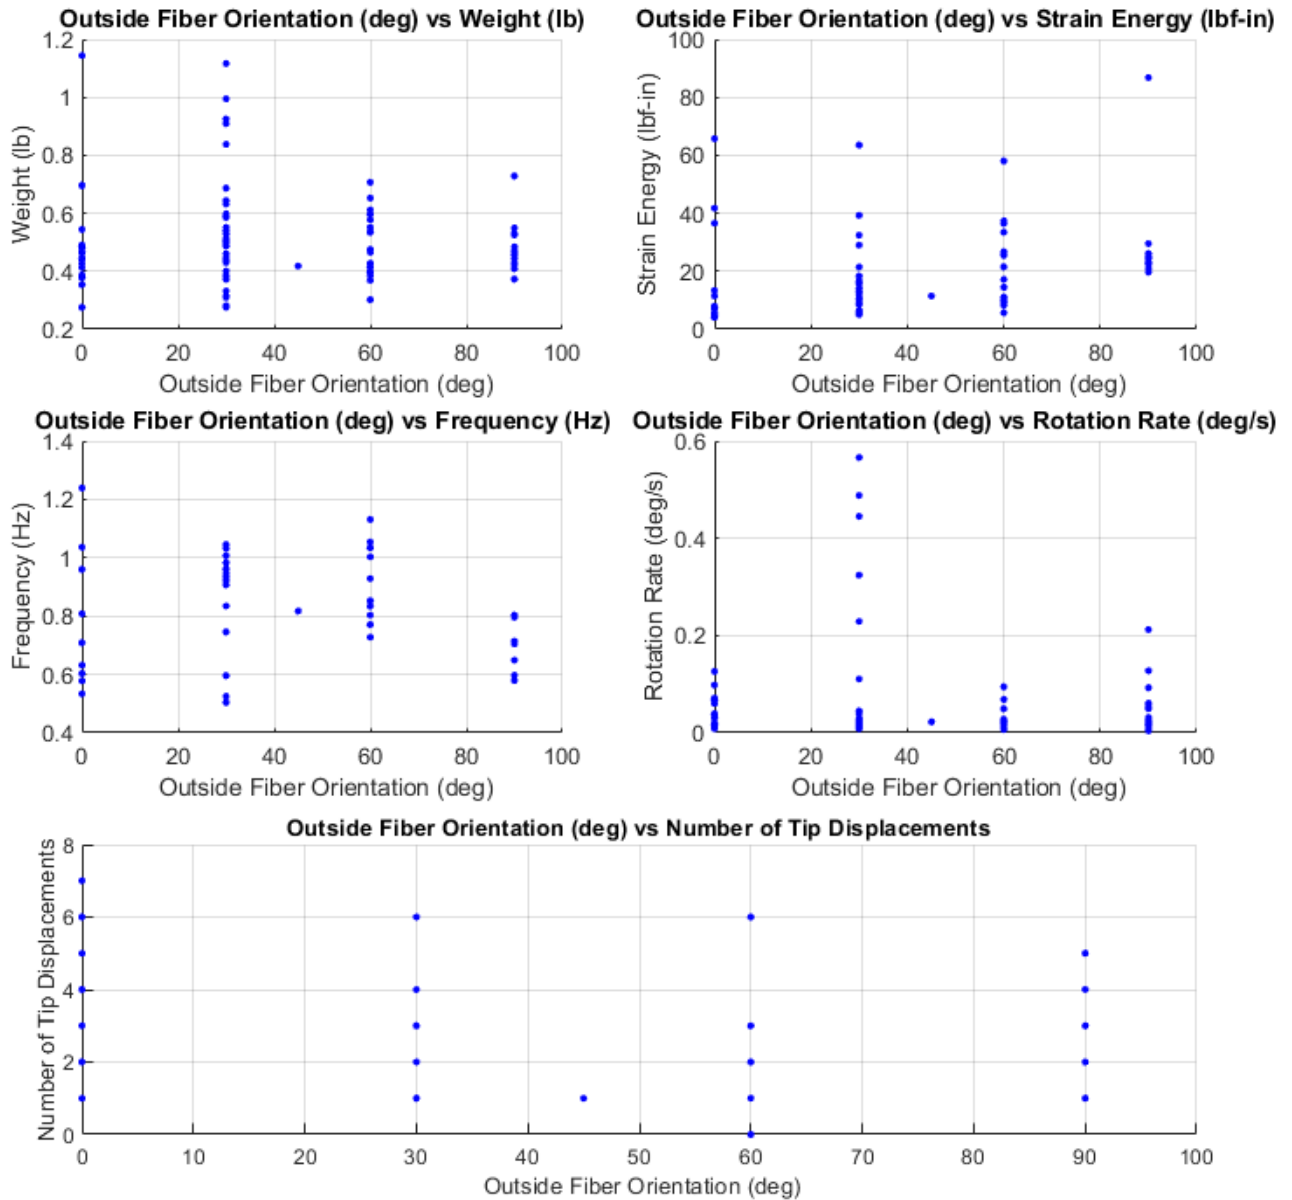 Outside Fiber Orientation (deg) vs Weight (lb)
1.2
1
0.8
0.6
0.4
0.2
Weight (lb)
0 20 40 60 80 100
Outside Fiber Orientation (deg)
Outside Fiber Orientation (deg) vs Strain Energy (lbf-in)
100
80
60
40
20
0
Strain Energy (lbf-in)
0 20 40 60 80 100
Outside Fiber Orientation (deg)
Outside Fiber Orientation (deg) vs Frequency (Hz)
1.4
1.2
1
0.8
0.6
0.4
Frequency (Hz)
0 20 40 60 80 100
Outside Fiber Orientation (deg)
Outside Fiber Orientation (deg) vs Rotation Rate (deg/s)
0.6
0.4
0.2
0
Rotation Rate (deg/s)
0 20 40 60 80 100
Outside Fiber Orientation (deg)
Outside Fiber Orientation (deg) vs Number of Tip Displacements
8
6
4
2
0
Number of Tip Displacements
0 10 20 30 40 50 60 70 80 90 100
Outside Fiber Orientation (deg)